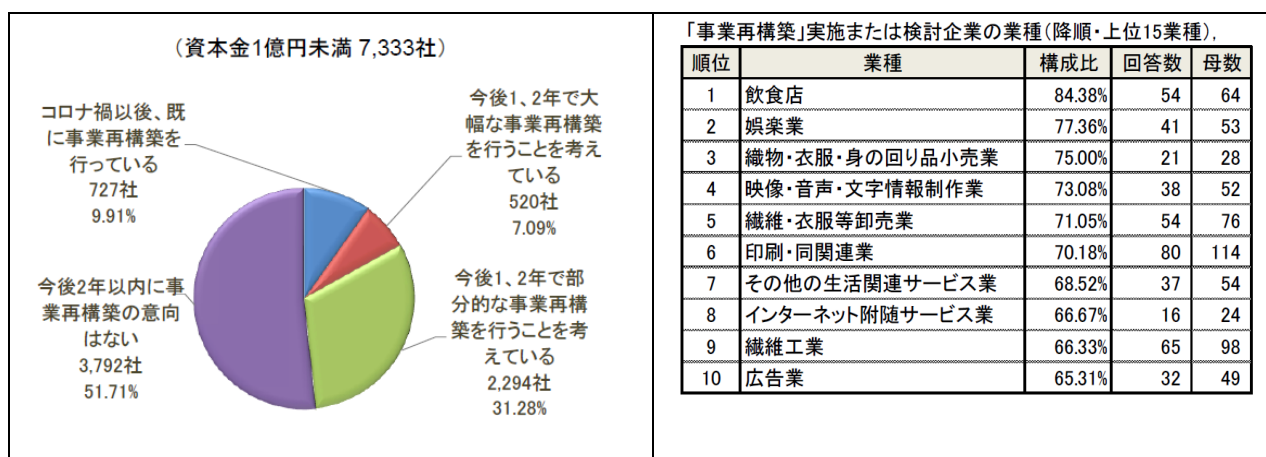 (資本金1億円未満 7,333社)
コロナ禍以後、既
に事業再構築を
行っている
727社
9.91%
今後1、2年で大
幅な事業再構築
を行うことを考え
ている
520社
7.09%
今後1、2年で部
分的な事業再構
築を行うことを考
えている
2,294社
31.28%
今後2年以内に事
業再構築の意向
はない
3,792社
51.71%
「事業再構築」実施または検討企業の業種(降順・上位15業種),
順位 業種 構成比 回答数 母数
1 飲食店 84.38% 54 64
2 娯楽業 77.36% 41 53
3 織物・衣服・身の回り品小売業 75.00% 21 28
4 映像・音声・文字情報制作業 73.08% 38 52
5 繊維・衣服等卸売業 71.05% 54 76
6 印刷・同関連業 70.18% 80 114
7 その他の生活関連サービス業 68.52% 37 54
8 インターネット附随サービス業 66.67% 16 24
9 繊維工業 66.33% 65 98
10 広告業 65.31% 32 49